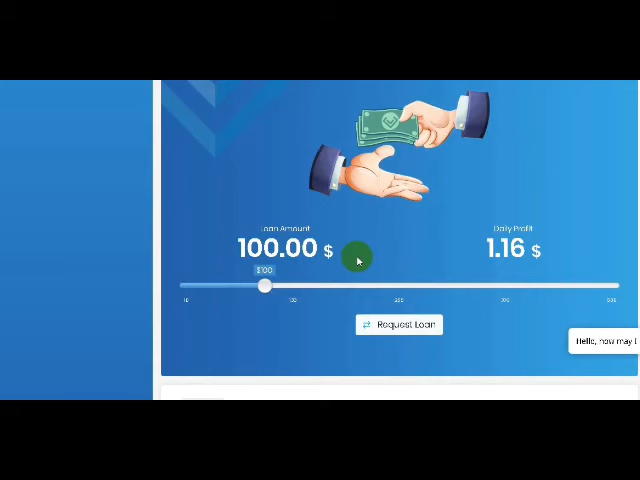 Loan Amount
Daily Profit
100.00 $
1.16 $
$100
Request Loan
Hello, how may I